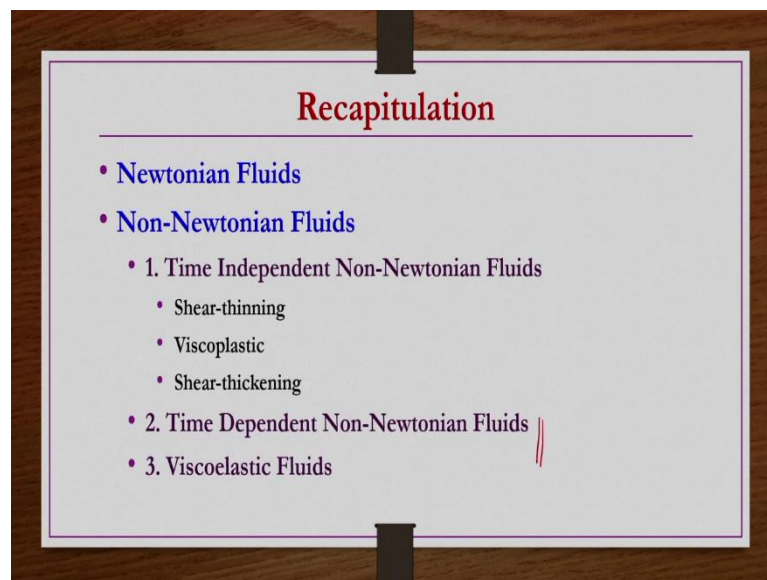 Recapitulation
• Newtonian Fluids
• Non-Newtonian Fluids
• 1. Time Independent Non-Newtonian Fluids
• Shear-thinning
• Viscoplastic
• Shear-thickening
• 2. Time Dependent Non-Newtonian Fluids
• 3. Viscoelastic Fluids